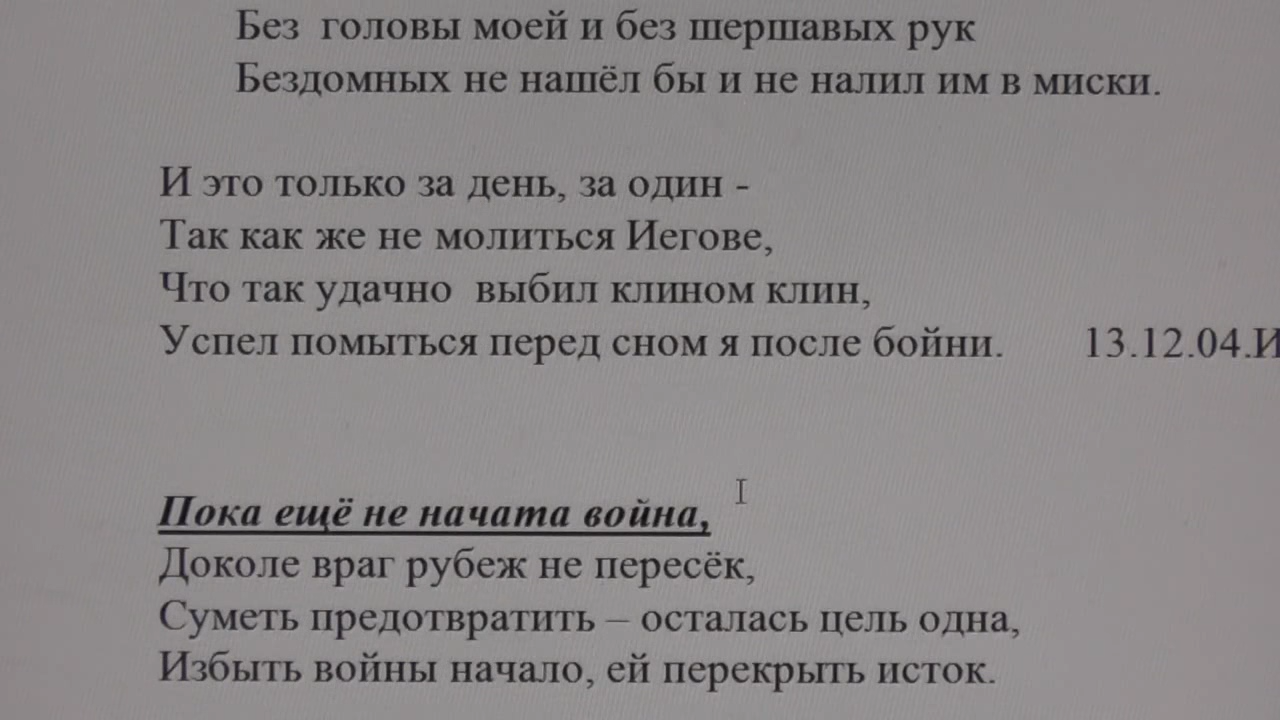 Без  головы моей и без шершавых рук
Бездомных не нашёл бы и не налил им в миски.
И это только за день, за один -
Так как же не молиться Иегове,
Что так удачно  выбил клином клин,
Успел помыться перед сном я после бойни. 13.12.04.И
Пока ещё не начата война,
Доколе враг рубеж не пересёк,
Суметь предотвратить – осталась цель одна,
Избыть войны начало, ей перекрыть исток.